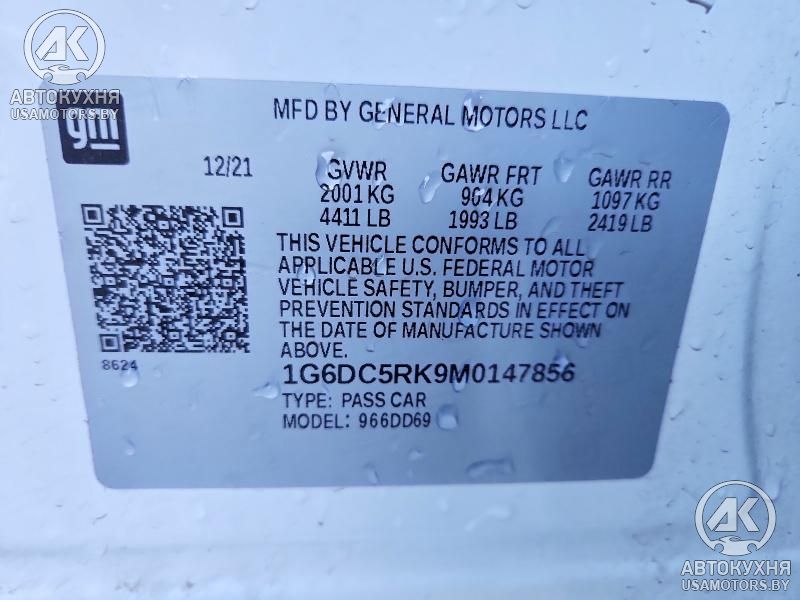 АК
АВТОКУХНЯ
USAMOTORS.BY
gm
MFD BY GENERAL MOTORS LLC
12/21
GVWR
2001 KG
4411 LB
GAWR FRT
904 KG
1993 LB
GAWR RR
1097 KG
2419 LB
THIS VEHICLE CONFORMS TO ALL
APPLICABLE U.S. FEDERAL MOTOR
VEHICLE SAFETY, BUMPER, AND THEFT
PREVENTION STANDARDS IN EFFECT ON
THE DATE OF MANUFACTURE SHOWN
ABOVE.
8624
1G6DC5RK9M0147856
TYPE: PASS CAR
MODEL: 966DD69
АК
АВТОКУХНЯ
USAMOTORS.BY